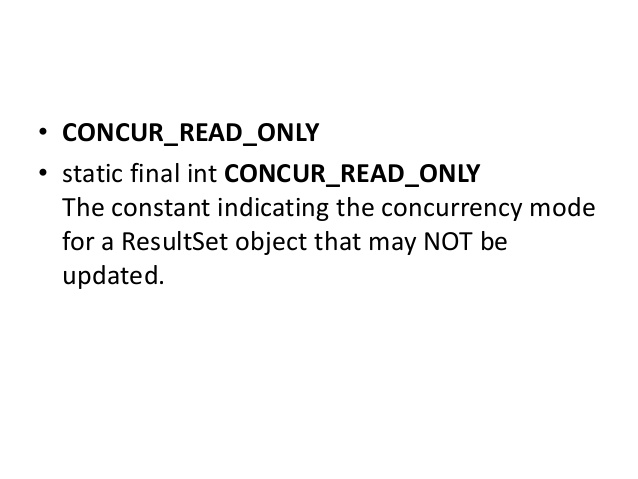 • CONCUR_READ_ONLY
• static final int CONCUR_READ_ONLY
The constant indicating the concurrency mode
for a ResultSet object that may NOT be
updated.